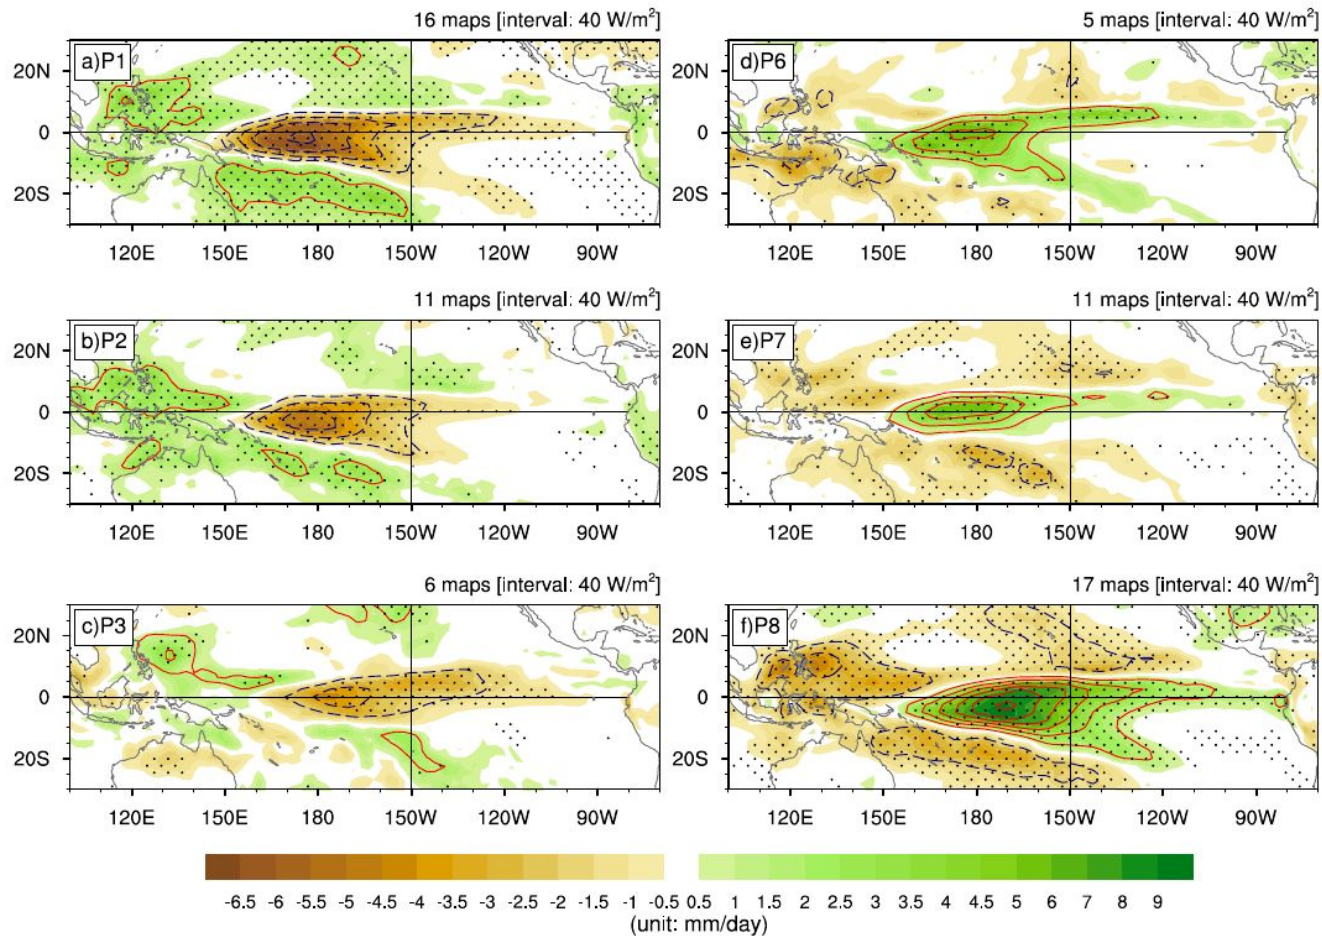 16 maps [interval: 40 W/m²]
5 maps [interval: 40 W/m²]
a)P1
d)P6
20N
0
20S
20N
0
20S
120E 150E 180 150W 120W 90W
120E 150E 180 150W 120W 90W
11 maps [interval: 40 W/m²]
11 maps [interval: 40 W/m²]
b)P2
e)P7
20N
0
20S
20N
0
20S
120E 150E 180 150W 120W 90W
120E 150E 180 150W 120W 90W
6 maps [interval: 40 W/m²]
17 maps [interval: 40 W/m²]
c)P3
f)P8
20N
0
20S
20N
0
20S
120E 150E 180 150W 120W 90W
120E 150E 180 150W 120W 90W
-6.5 -6 -5.5 -5 -4.5 -4 -3.5 -3 -2.5 -2 -1.5 -1 -0.5 0.5 1 1.5 2 2.5 3 3.5 4 4.5 5 6 7 8 9
(unit: mm/day)